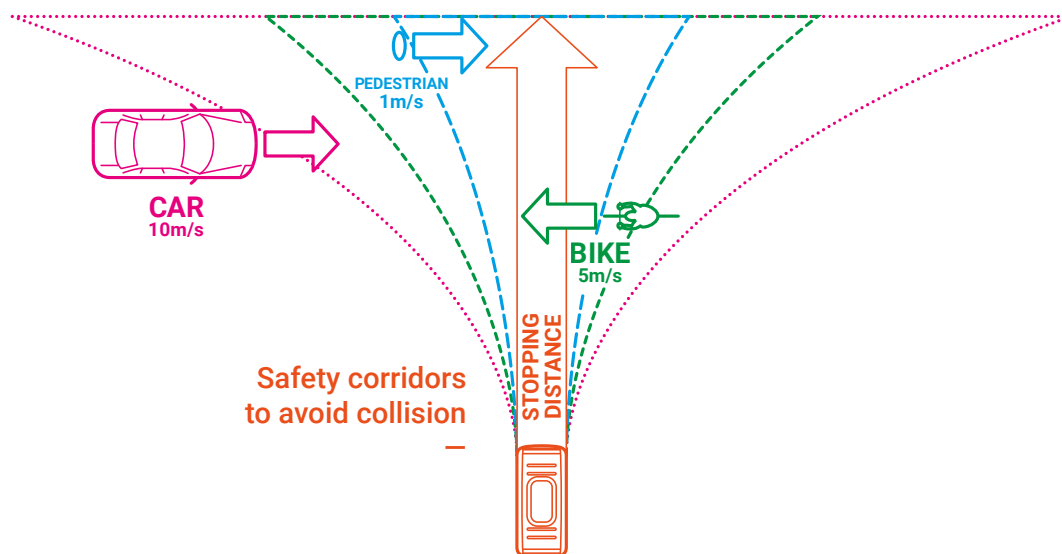 PEDESTRIAN
1m/s
CAR
10m/s
BIKE
5m/s
STOPPING
DISTANCE
Safety corridors
to avoid collision